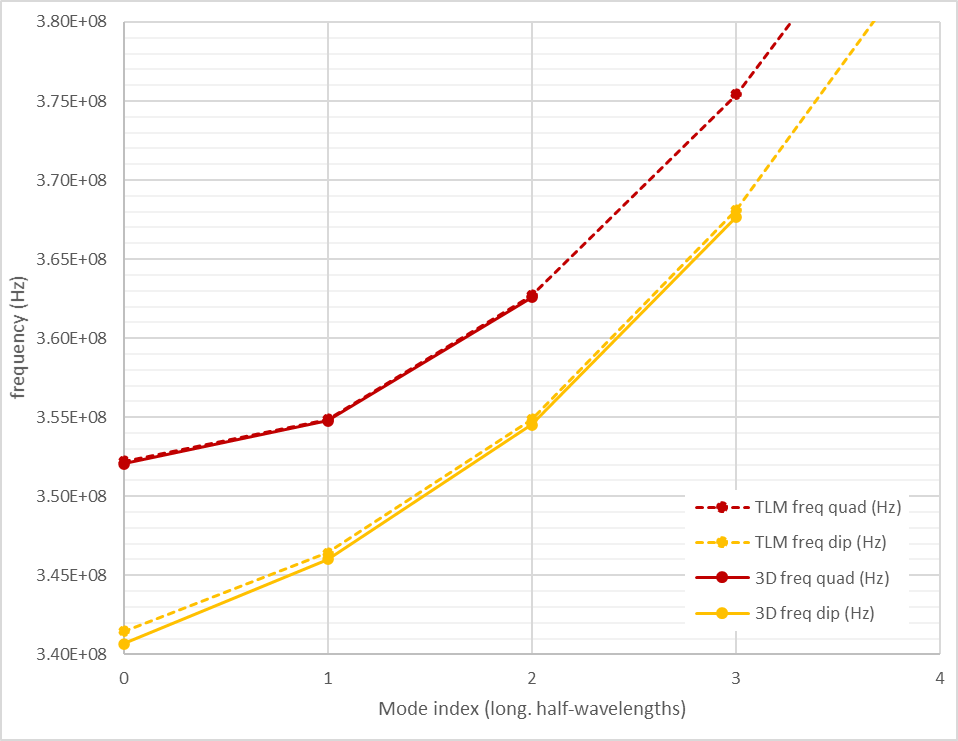 3.80E+08
3.75E+08
3.70E+08
3.65E+08
3.60E+08
3.55E+08
3.50E+08
3.45E+08
3.40E+08
frequency (Hz)
0 1 2 3 4
Mode index (long. half-wavelengths)
TLM freq quad (Hz)
TLM freq dip (Hz)
3D freq quad (Hz)
3D freq dip (Hz)